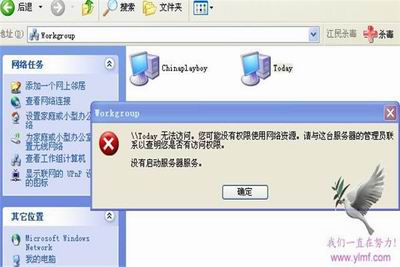 后退 搜索 文件夹
地址(D) Workgroup 江民杀毒 杀毒
网络任务
添加一个网上邻居
查看网络连接
设置家庭或小型办公
为家庭或小型办公室
置无线网络
查看工作组计算机
显示联网的 UPnP 设
的图标
其它位置
Microsoft Windows
Network
我的电脑
Chinaplayboy
Today
Workgroup
\\Today 无法访问。您可能没有权限使用网络资源。请与这台服务器的管理员联
系以查明您是否有访问权限。
没有启动服务器服务。
确定
我们一直在努力!
www.ylmf.com